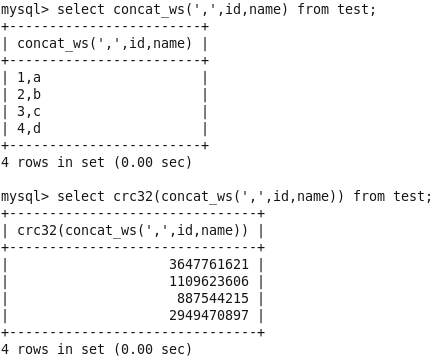 mysql> select concat_ws(',',id,name) from test;
+------------------------+
| concat_ws(',',id,name) |
+------------------------+
| 1,a                    |
| 2,b                    |
| 3,c                    |
| 4,d                    |
+------------------------+
4 rows in set (0.00 sec)

mysql> select crc32(concat_ws(',',id,name)) from test;
+-------------------------------+
| crc32(concat_ws(',',id,name)) |
+-------------------------------+
|                    3647761621 |
|                    1109623606 |
|                     887544215 |
|                    2949470897 |
+-------------------------------+
4 rows in set (0.00 sec)